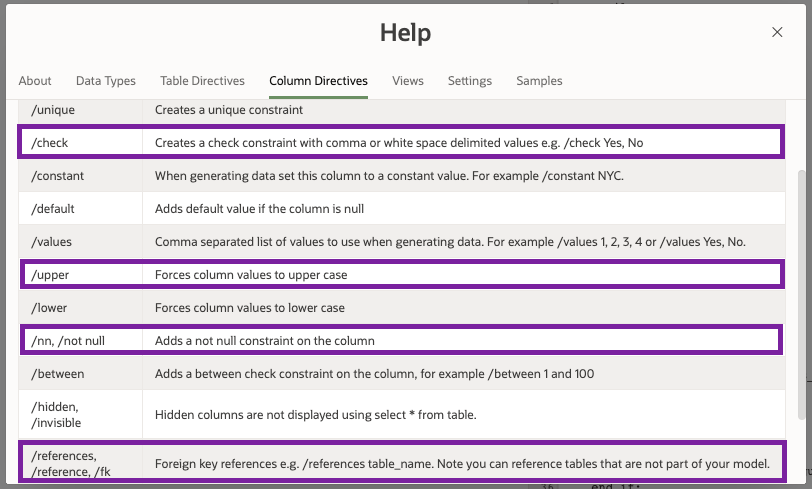 Help
About Data Types Table Directives Column Directives Views Settings Samples
/unique Creates a unique constraint
/check Creates a check constraint with comma or white space delimited values e.g. /check Yes, No
/constant When generating data set this column to a constant value. For example /constant NYC.
/default Adds default value if the column is null
/values Comma separated list of values to use when generating data. For example /values 1, 2, 3, 4 or /values Yes, No.
/upper Forces column values to upper case
/lower Forces column values to lower case
/nn, /not null Adds a not null constraint on the column
/between Adds a between check constraint on the column, for example /between 1 and 100
/hidden,
/invisible Hidden columns are not displayed using select * from table.
/references,
/reference, /fk Foreign key references e.g. /references table_name. Note you can reference tables that are not part of your model.